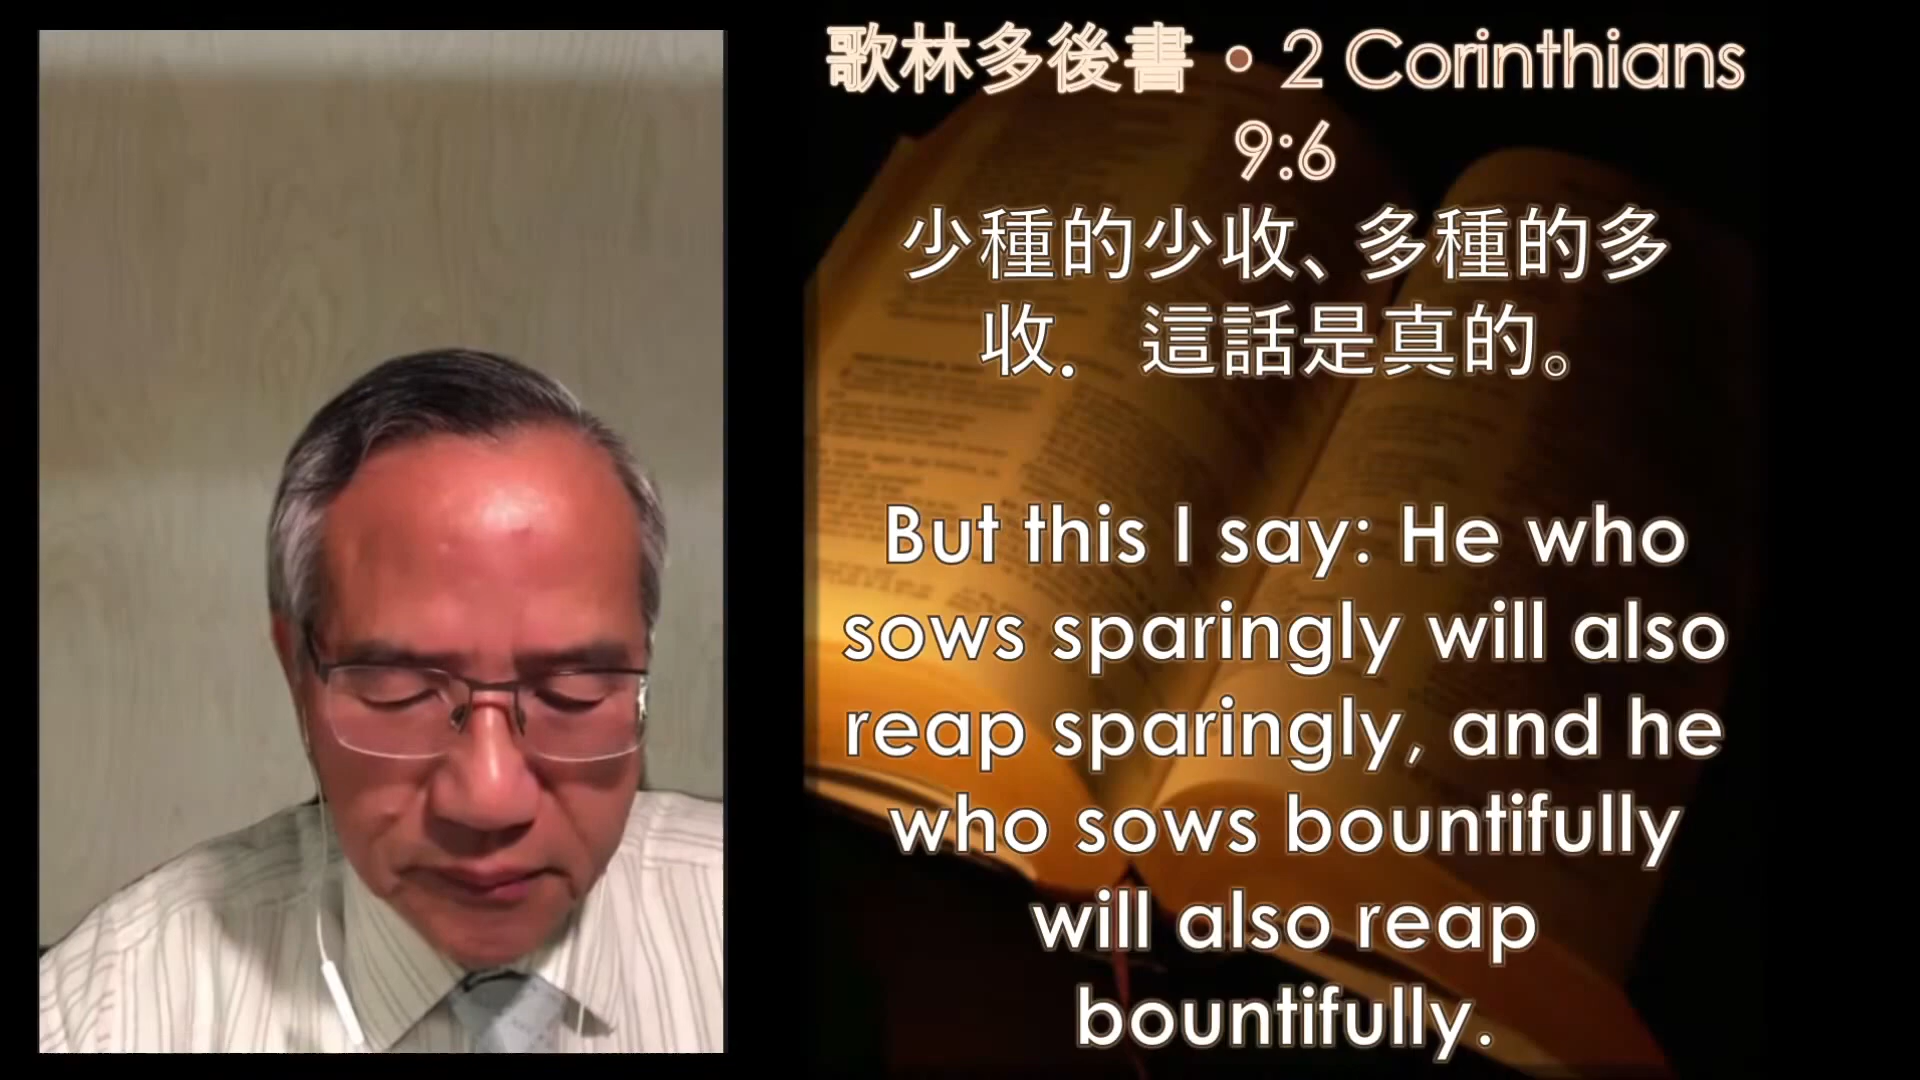 歌林多後書 • 2 Corinthians
9:6
少種的少收、多種的多
收． 這話是真的。
But this I say: He who
sows sparingly will also
reap sparingly, and he
who sows bountifully
will also reap
bountifully.